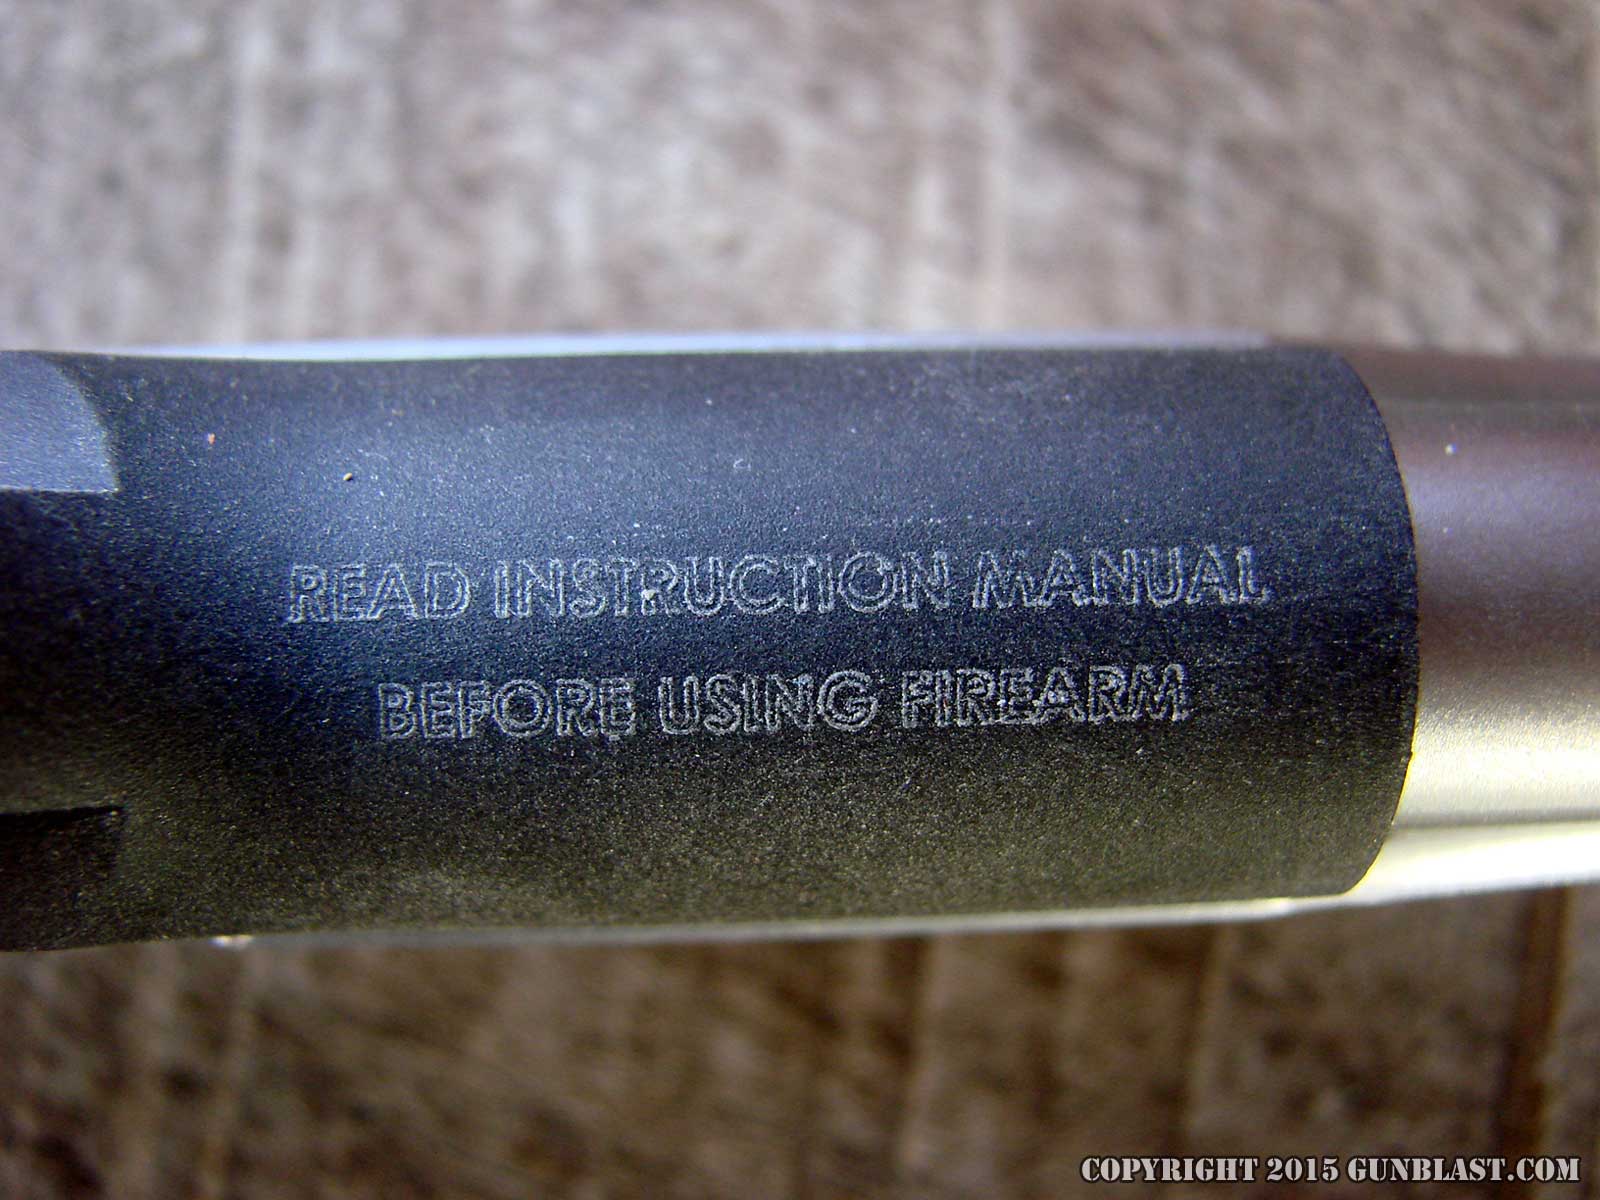 READ INSTRUCTION MANUAL
BEFORE USING FIREARM
COPYRIGHT 2015 GUNBLAST.COM